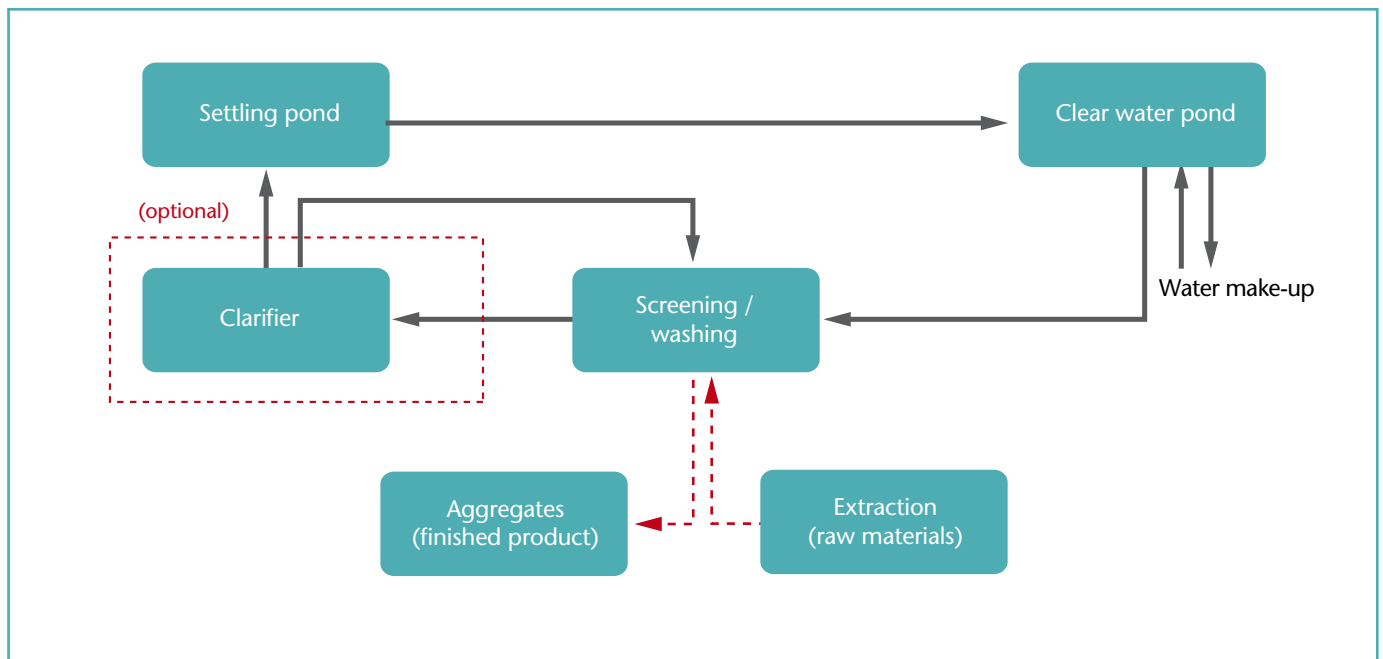 Settling pond
Clear water pond
(optional)
Clarifier
Screening /
washing
Water make-up
Aggregates
(finished product)
Extraction
(raw materials)